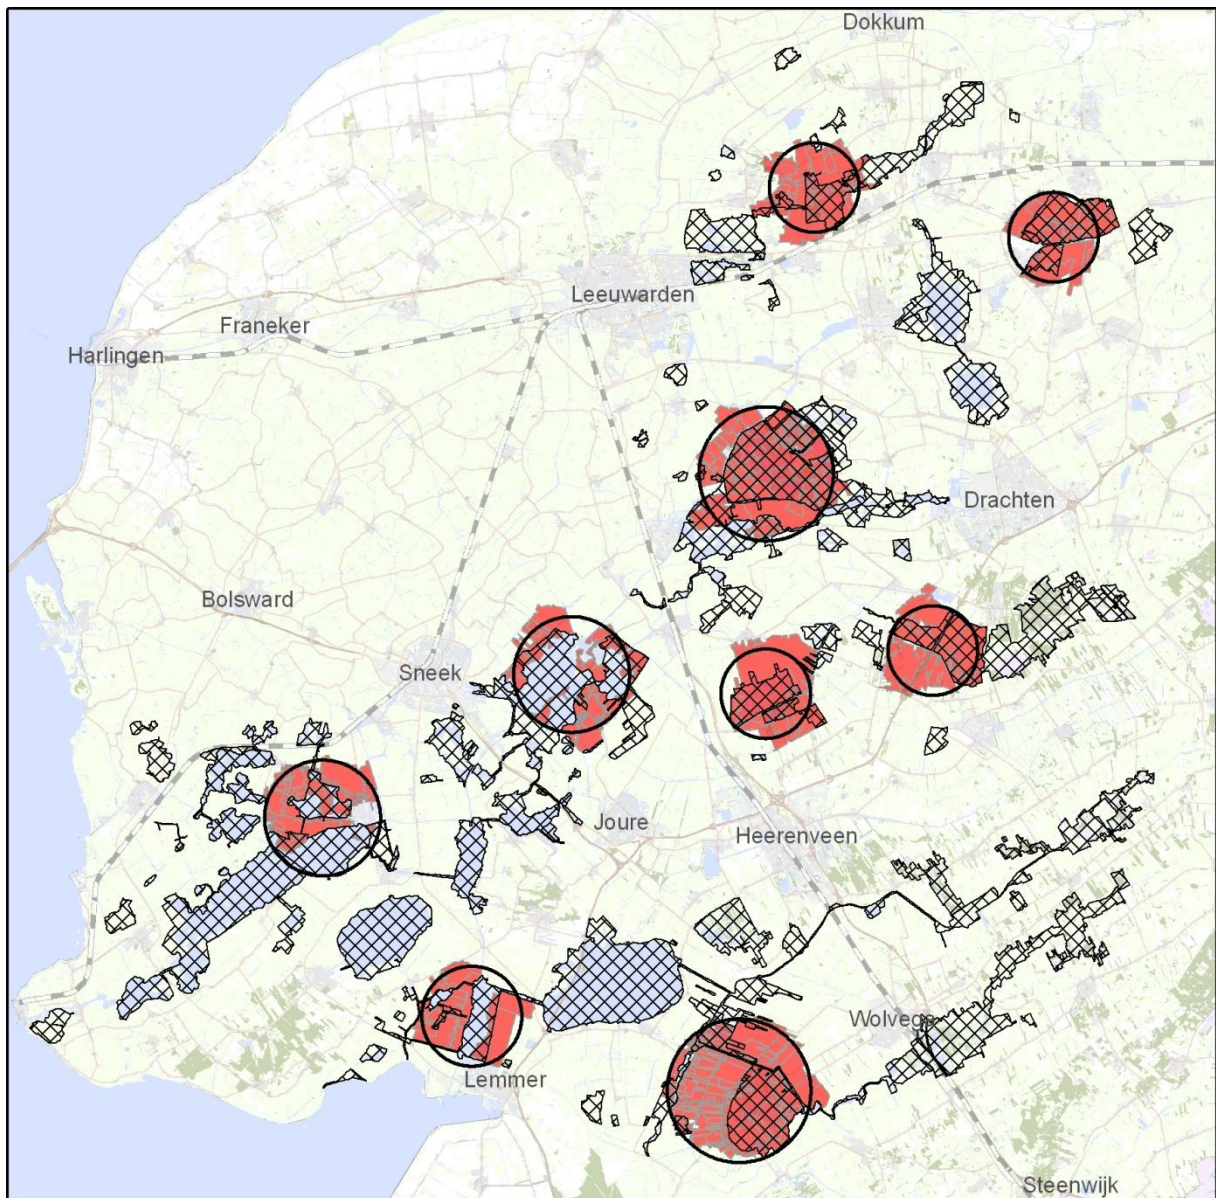 Dokkum
Leeuwarden
Franeker
Harlingen
Drachten
Bolsward
Sneek
Joure
Heerenveen
Wolvega
Lemmer
Steenwijk